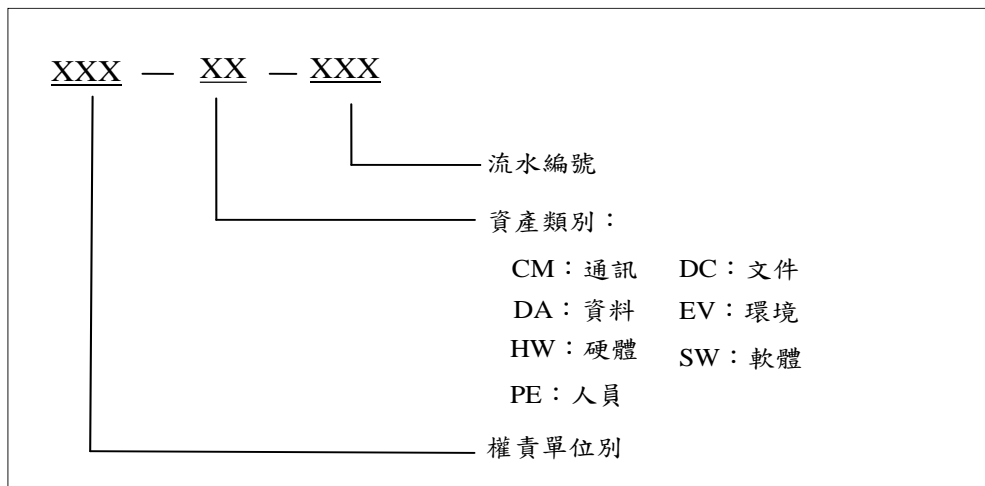 XXX — XX — XXX
流水編號
資產類別：
CM：通訊 DC：文件
DA：資料 EV：環境
HW：硬體 SW：軟體
PE：人員
權責單位別